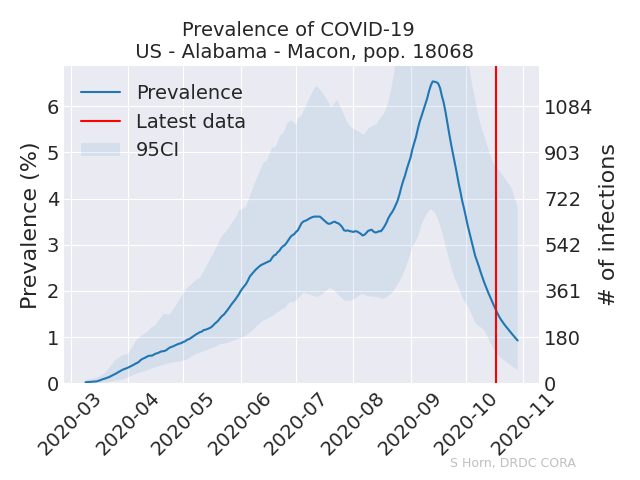 Prevalence of COVID-19
US - Alabama - Macon, pop. 18068
Prevalence
Latest data
95CI
Prevalence (%)
6
5
4
3
2
1
0
1084
903
722
542
361
180
0
# of infections
2020-03
2020-04
2020-05
2020-06
2020-07
2020-08
2020-09
2020-10
2020-11
S Horn, DRDC CORA